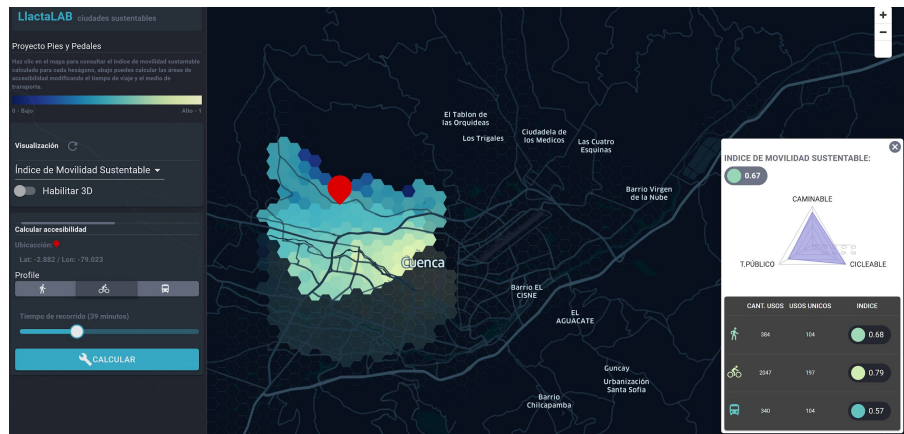 LlactaLAB ciudades sustentables
Proyecto Pies y Pedales
Haz clic en el mapa para consultar el índice de movilidad sustentable
calculado para cada hexágono, abajo puedes calcular las áreas de
accesibilidad modificando el tiempo de viaje y el medio de
transporte.
0 - Bajo
Alto - 1
Visualización
Índice de Movilidad Sustentable
Habilitar 3D
Calcular accesibilidad
Ubicacción:
Lat: -2.882 / Lon: -79.023
Profile
Tiempo de recorrido (39 minutos)
CALCULAR
El Tablon de
las Orquideas
Los Trigales
Ciudadela de
los Medicos
Las Cuatro
Esquinas
Barrio Virgen
de la Nube
Cuenca
Barrio EL
CISNE
EL
AGUACATE
Guncay
Urbanización
Santa Sofia
Barrio
Chilcapamba
+
−
INDICE DE MOVILIDAD SUSTENTABLE:
0.67
CAMINABLE
T.PÚBLICO
CICLEABLE
CANT. USOS USOS UNICOS INDICE
384 104 0.68
2047 197 0.79
340 104 0.57